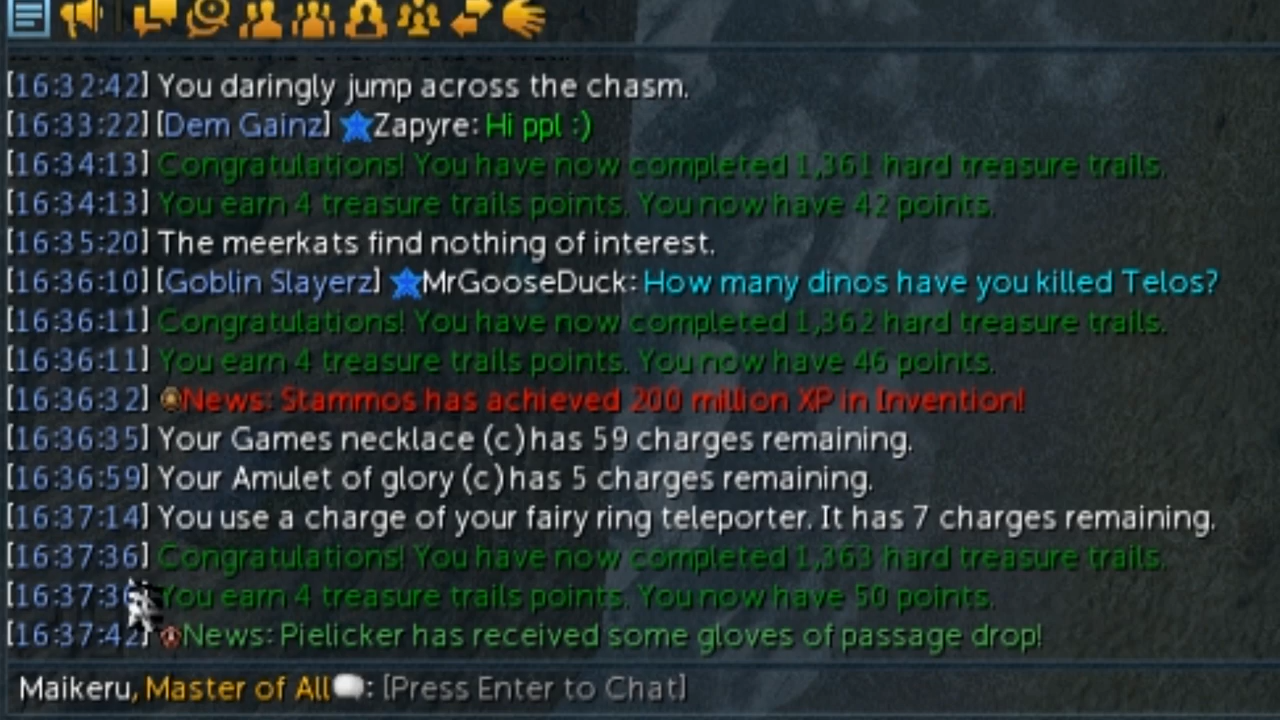 [16:32:42] You daringly jump across the chasm.
[16:33:22] [Dem Gainz] Zapyre: Hi ppl :)
[16:34:13] Congratulations! You have now completed 1,361 hard treasure trails.
[16:34:13] You earn 4 treasure trails points. You now have 42 points.
[16:35:20] The meerkats find nothing of interest.
[16:36:10] [Goblin Slayerz] MrGooseDuck: How many dinos have you killed Telos?
[16:36:11] Congratulations! You have now completed 1,362 hard treasure trails.
[16:36:11] You earn 4 treasure trails points. You now have 46 points.
[16:36:32] News: Stammos has achieved 200 million XP in Invention!
[16:36:35] Your Games necklace (c) has 59 charges remaining.
[16:36:59] Your Amulet of glory (c) has 5 charges remaining.
[16:37:14] You use a charge of your fairy ring teleporter. It has 7 charges remaining.
[16:37:36] Congratulations! You have now completed 1,363 hard treasure trails.
[16:37:36 You earn 4 treasure trails points. You now have 50 points.
[16:37:42] News: Pielicker has received some gloves of passage drop!
Maikeru, Master of All: [Press Enter to Chat]